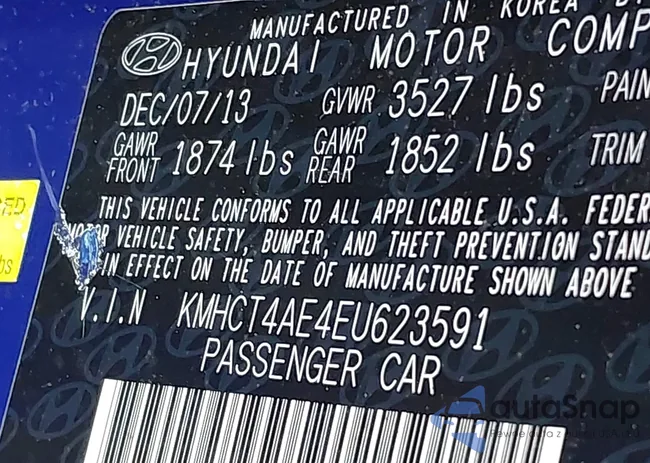 MANUFACTURED IN KOREA BY
HYUNDAI MOTOR COMP
DEC/07/13 GVWR 3527 lbs PAIN
GAWR FRONT 1874 lbs GAWR REAR 1852 lbs TRIM
THIS VEHICLE CONFORMS TO ALL APPLICABLE U.S.A. FEDER
MOTOR VEHICLE SAFETY, BUMPER, AND THEFT PREVENTION STAND
IN EFFECT ON THE DATE OF MANUFACTURE SHOWN ABOVE
V.I.N KMHCT4AE4EU623591
PASSENGER CAR
autoSnap
bs